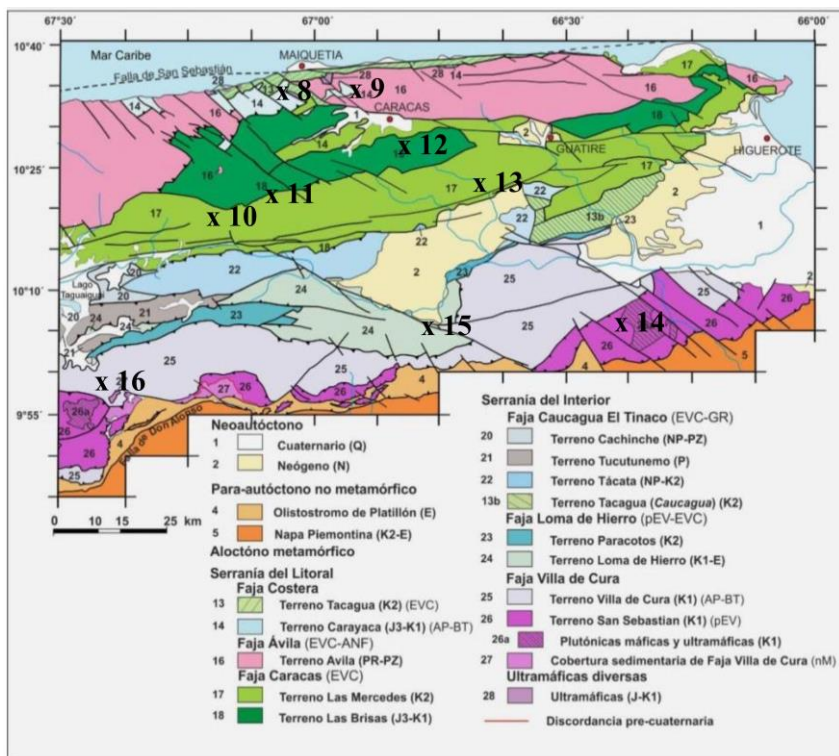 67°30' 67°00' 66°30' 66°00'
10°40'
10°25'
10°10'
9°55'
Mar Caribe
MAIQUETIA
Falla de San Sebastián
CARACAS
GUATIRE
HIGUEROTE
Lago Taguaiguai
Falla de Don Alonso
x 8
x 9
x 12
x 11
x 10
x 13
x 15
x 14
x 16
0 10 15 25 km
Neoautóctono
1 Cuaternario (Q)
2 Neógeno (N)
Para-autóctono no metamórfico
4 Olistostromo de Platillón (E)
5 Napa Piemontina (K2-E)
Aloctóno metamórfico
Serranía del Litoral
Faja Costera
13 Terreno Tacagua (K2) (EVC)
14 Terreno Carayaca (J3-K1) (AP-BT)
Faja Ávila (EVC-ANF)
16 Terreno Avila (PR-PZ)
Faja Caracas (EVC)
17 Terreno Las Mercedes (K2)
18 Terreno Las Brisas (J3-K1)
Serranía del Interior
Faja Caucagua El Tinaco (EVC-GR)
20 Terreno Cachinche (NP-PZ)
21 Terreno Tucutunemo (P)
22 Terreno Tácata (NP-K2)
13b Terreno Tacagua (Caucagua) (K2)
Faja Loma de Hierro (pEV-EVC)
23 Terreno Paracotos (K2)
24 Terreno Loma de Hierro (K1-E)
Faja Villa de Cura
25 Terreno Villa de Cura (K1) (AP-BT)
26 Terreno San Sebastian (K1) (pEV)
26a Plutónicas máficas y ultramáficas (K1)
27 Cobertura sedimentaria de Faja Villa de Cura (nM)
Ultramáficas diversas
28 Ultramáficas (J-K1)
Discordancia pre-cuaternaria